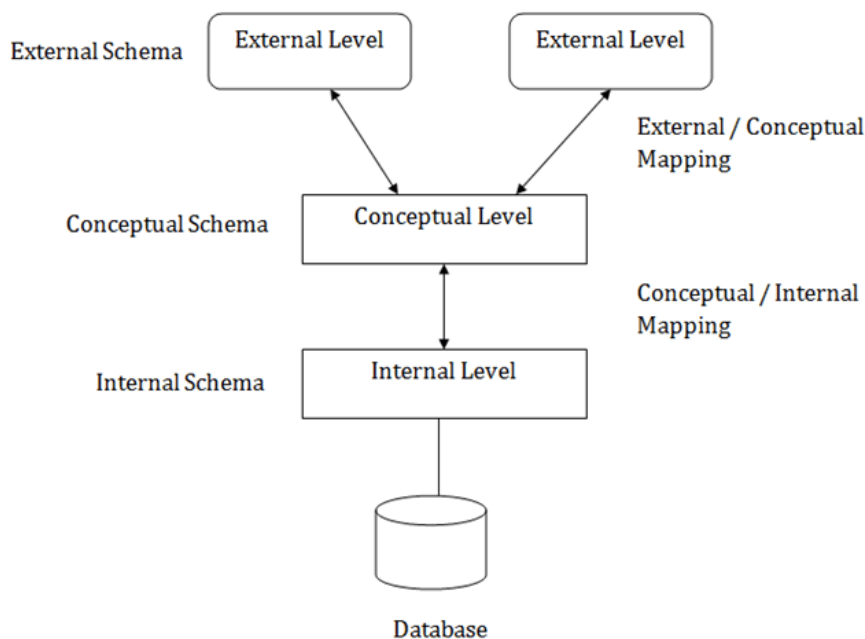 External Level
External Level
External Schema
External / Conceptual
Mapping
Conceptual Level
Conceptual Schema
Conceptual / Internal
Mapping
Internal Level
Internal Schema
Database